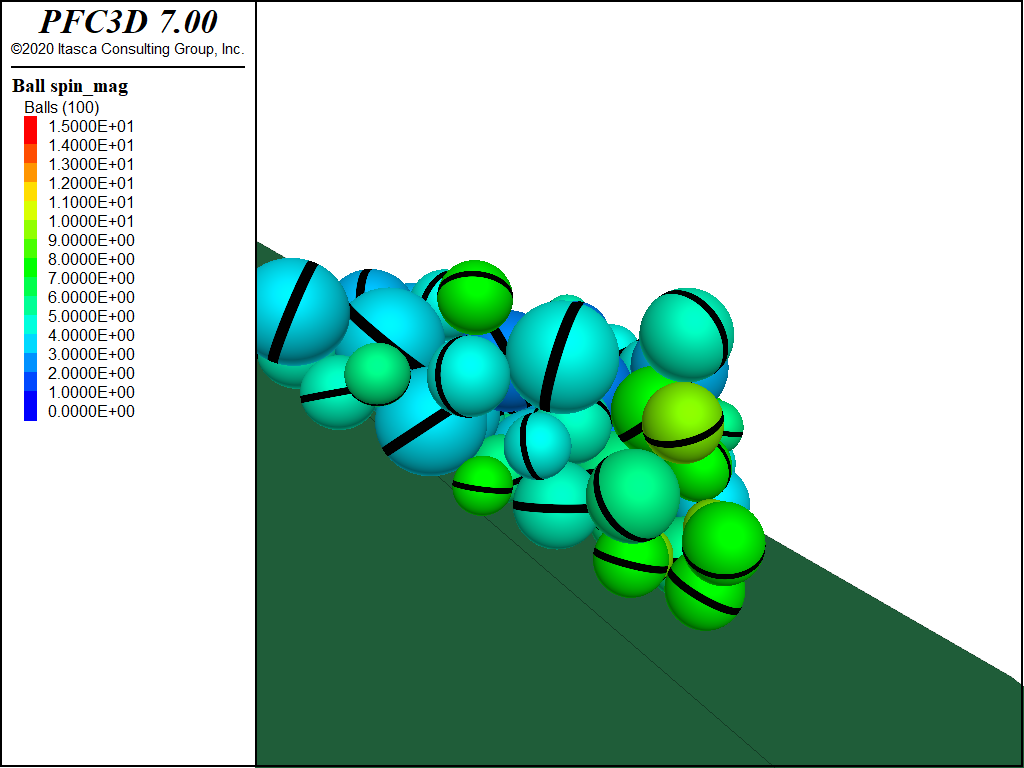 PFC3D 7.00
©2020 Itasca Consulting Group, Inc.
Ball spin_mag
Balls (100)
1.5000E+01
1.4000E+01
1.3000E+01
1.2000E+01
1.1000E+01
1.0000E+01
9.0000E+00
8.0000E+00
7.0000E+00
6.0000E+00
5.0000E+00
4.0000E+00
3.0000E+00
2.0000E+00
1.0000E+00
0.0000E+00